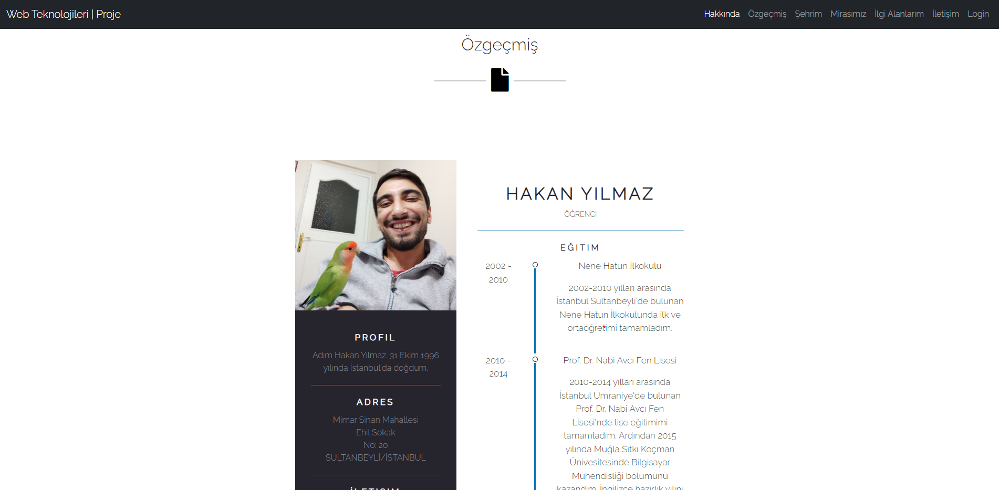 Web Teknolojileri | Proje
Hakkında Özgeçmiş Şehrim Mirasımız İlgi Alanlarım İletişim Login
Özgeçmiş
PROFIL
Adım Hakan Yılmaz. 31 Ekim 1996
yılında İstanbul'da doğdum.
ADRES
Mimar Sinan Mahallesi
Ehil Sokak
No: 20
SULTANBEYLİ/İSTANBUL
İLETISIM
HAKAN YILMAZ
ÖĞRENCI
EĞITIM
2002 -
2010
Nene Hatun İlkokulu
2002-2010 yılları arasında
İstanbul Sultanbeyli'de bulunan
Nene Hatun İlkokulunda ilk ve
ortaöğretimi tamamladım.
2010 -
2014
Prof. Dr. Nabi Avcı Fen Lisesi
2010-2014 yılları arasında
İstanbul Ümraniye'de bulunan
Prof. Dr. Nabi Avcı Fen
Lisesi'nde lise eğitimimi
tamamladım. Ardından 2015
yılında Muğla Sıtkı Koçman
Ünivesitesinde Bilgisayar
Mühendisliği bölümünü
kazandım. İngilizce hazırlık yılını